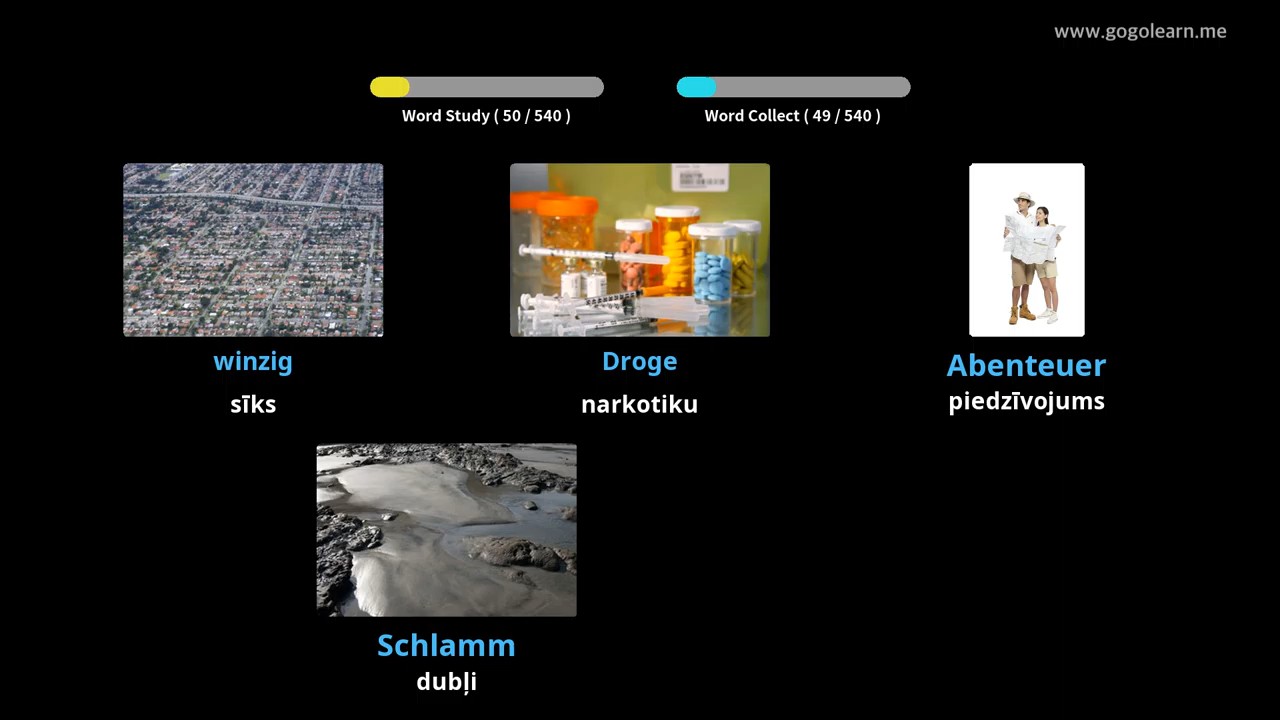 www.gogolearn.me
Word Study ( 50 / 540 )
Word Collect ( 49 / 540 )
winzig
sīks
Droge
narkotiku
Abenteuer
piedzīvojums
Schlamm
dubļi